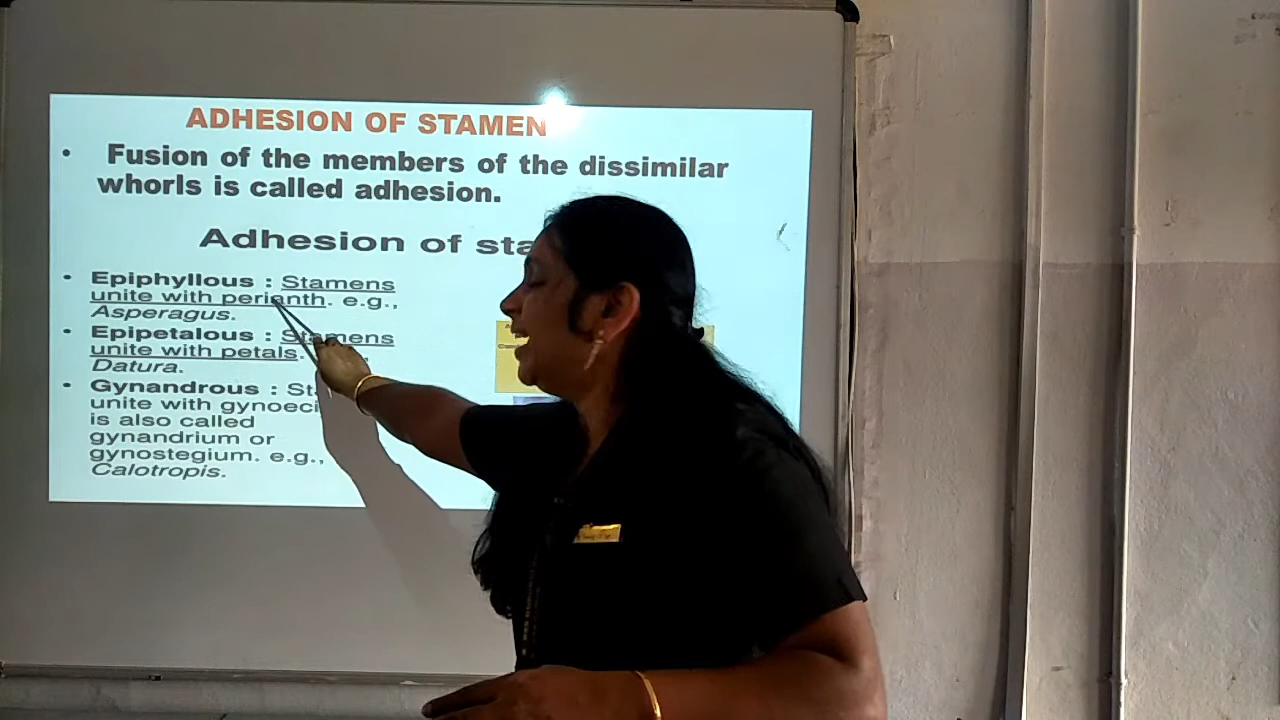 ADHESION OF STAMEN
• Fusion of the members of the dissimilar
whorls is called adhesion.
Adhesion of sta
• Epiphyllous : Stamens
unite with perianth. e.g.,
Asperagus.
• Epipetalous : Stamens
unite with petals.
Datura.
• Gynandrous : St
unite with gynoeci
is also called
gynandrium or
gynostegium. e.g.,
Calotropis.